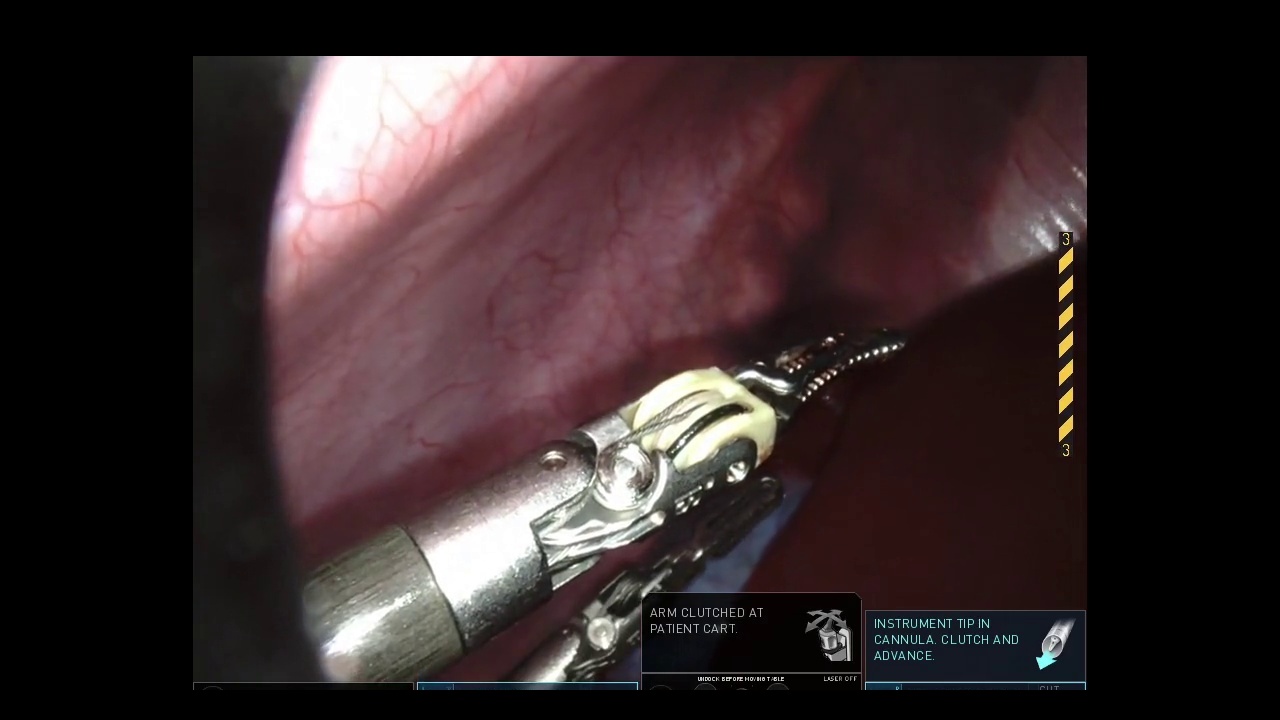 3
3
ARM CLUTCHED AT
PATIENT CART.
INSTRUMENT TIP IN
CANNULA. CLUTCH AND
ADVANCE.
UNDOCK BEFORE MOVING TABLE
LASER OFF